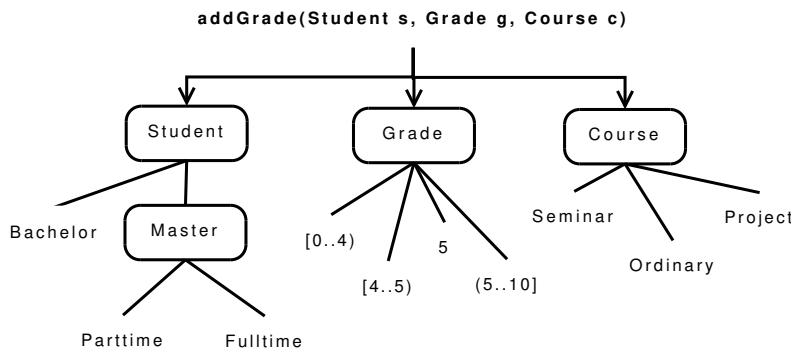 addGrade(Student s, Grade g, Course c)
Student
Grade
Course
Bachelor
Master
[0..4)
[4..5)
5
(5..10]
Seminar
Ordinary
Project
Parttime
Fulltime